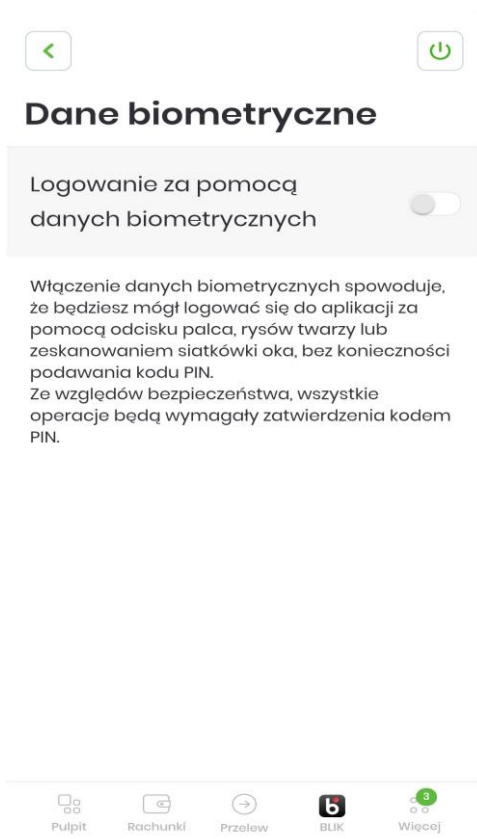 Dane biometryczne
Logowanie za pomocą
danych biometrycznych
Włączenie danych biometrycznych spowoduje,
że będziesz mógł logować się do aplikacji za
pomocą odcisku palca, rysów twarzy lub
zeskanowaniem siatkówki oka, bez konieczności
podawania kodu PIN.
Ze względów bezpieczeństwa, wszystkie
operacje będą wymagały zatwierdzenia kodem
PIN.
3
Pulpit Rachunki Przelew BLIK Więcej